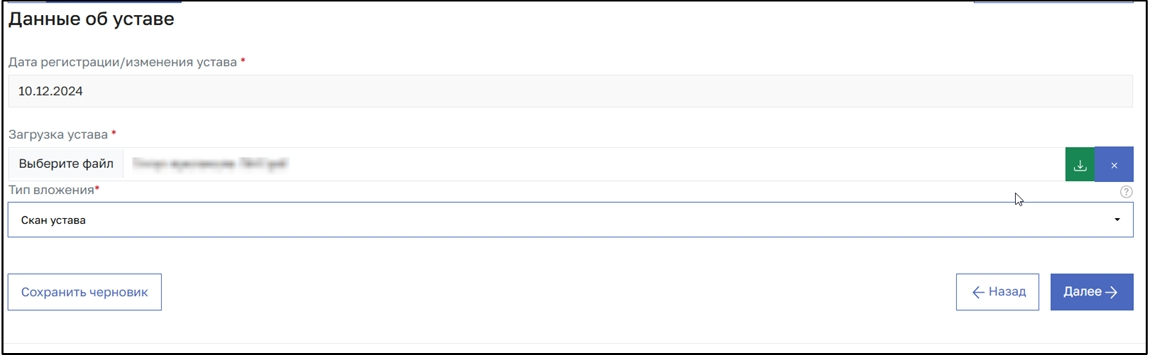 Данные об уставе
Дата регистрации/изменения устава *
10.12.2024
Загрузка устава *
Выберите файл
Тип вложения*
Скан устава
Сохранить черновик
← Назад
Далее →